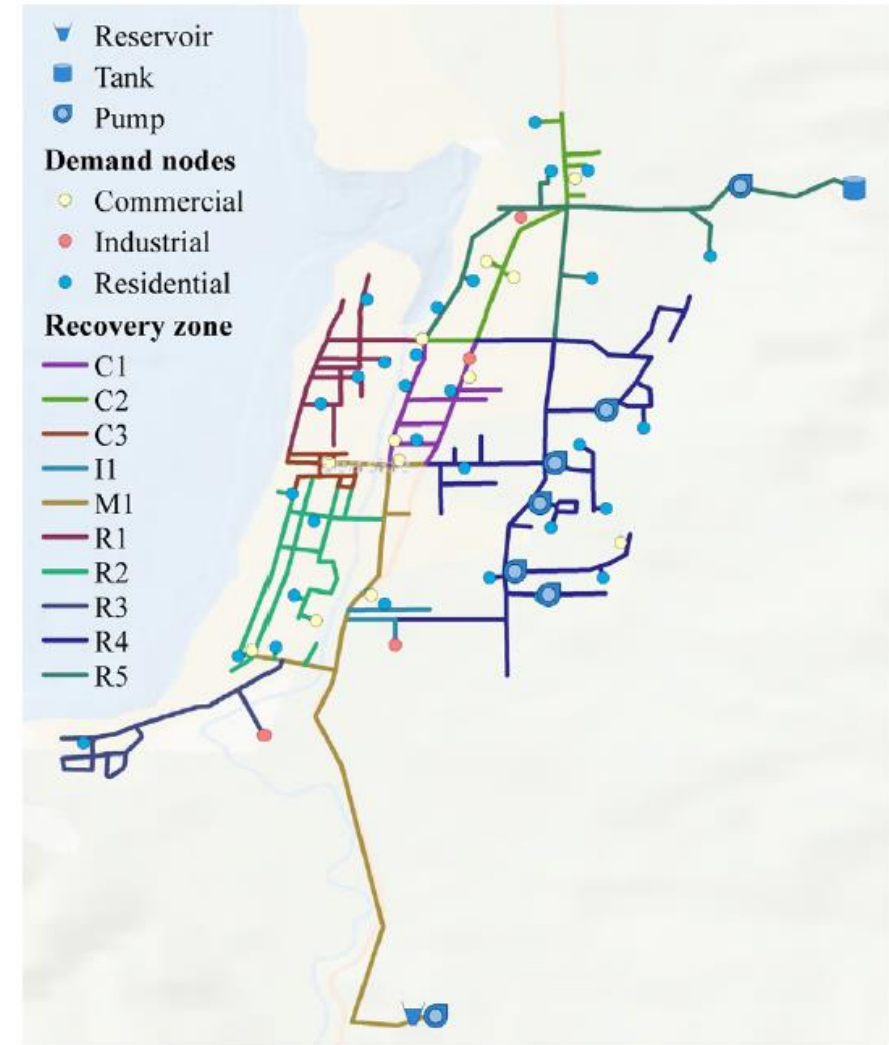 Reservoir
Tank
Pump
Demand nodes
Commercial
Industrial
Residential
Recovery zone
C1
C2
C3
I1
M1
R1
R2
R3
R4
R5